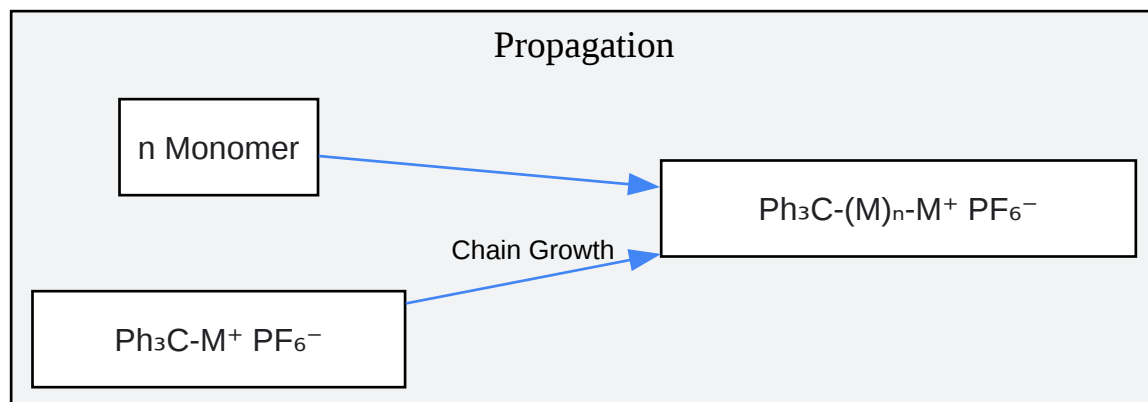 Propagation
n Monomer
Ph₃C-(M)ₙ-M⁺ PF₆⁻
Chain Growth
Ph₃C-M⁺ PF₆⁻